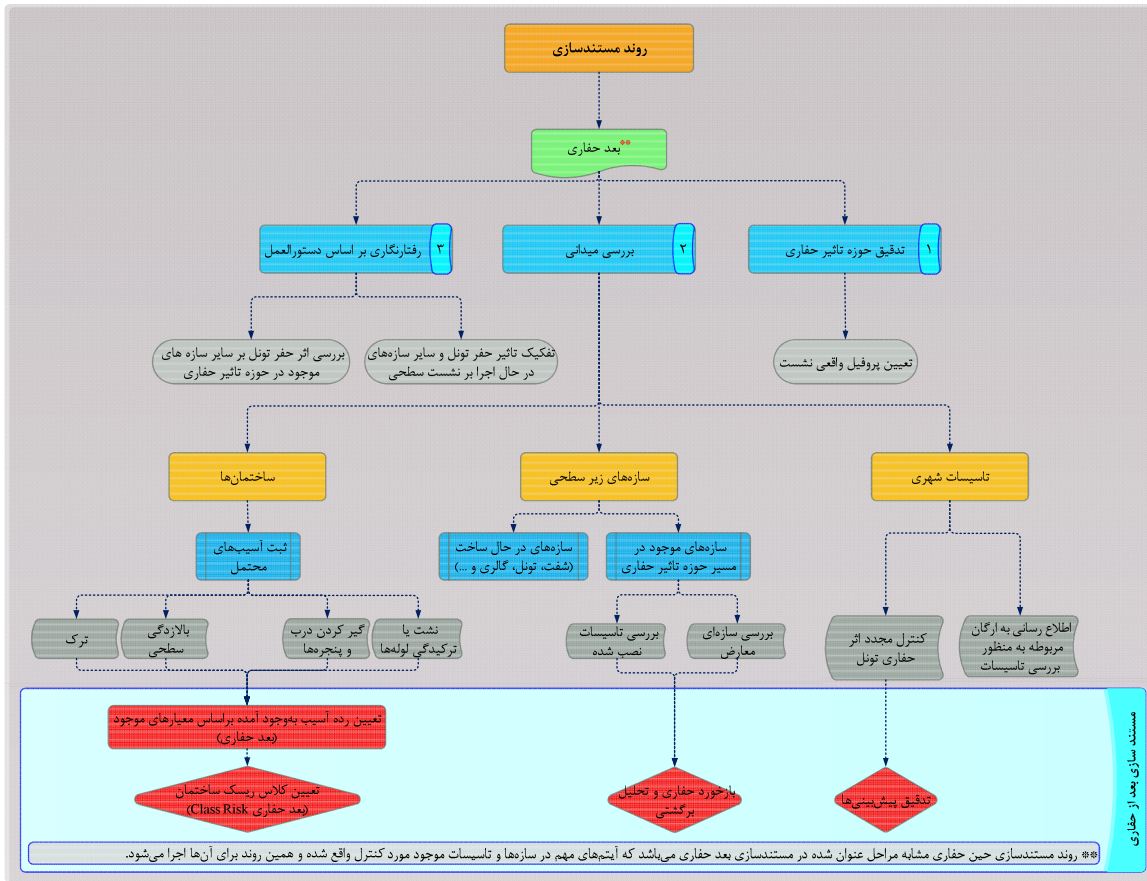 روند مستندسازی
**بعد حفاری
۱
تدقیق حوزه تاثیر حفاری
۲
بررسی میدانی
۳
رفتارنگاری بر اساس دستورالعمل
تعیین پروفیل واقعی نشست
تفکیک تاثیر حفر تونل و سایر سازه‌های
در حال اجرا بر نشست سطحی
بررسی اثر حفر تونل بر سایر سازه های
موجود در حوزه تاثیر حفاری
تاسیسات شهری
سازه‌های زیر سطحی
ساختمان‌ها
سازه‌های موجود در
مسیر حوزه تاثیر حفاری
سازه‌های در حال ساخت
(شفت، تونل، گالری و ...)
ثبت آسیب‌های
محتمل
اطلاع رسانی به ارگان
مربوطه به منظور
بررسی تاسیسات
کنترل مجدد اثر
حفاری تونل
بررسی سازه‌ای
معارض
بررسی تاسیسات
نصب شده
نشت یا
ترکیدگی لوله‌ها
گیر کردن درب
و پنجره‌ها
بالازدگی
سطحی
ترک
مستند سازی بعد از حفاری
تعیین رده آسیب به‌وجود آمده براساس معیارهای موجود
(بعد حفاری)
تدقیق پیش‌بینی‌ها
بازخورد حفاری و تحلیل
برگشتی
تعیین کلاس ریسک ساختمان
(بعد حفاری Class Risk)
** روند مستندسازی حین حفاری مشابه مراحل عنوان شده در مستندسازی بعد حفاری می‌باشد که آیتم‌های مهم در سازه‌ها و تاسیسات موجود مورد کنترل واقع شده و همین روند برای آن‌ها اجرا می‌شود.